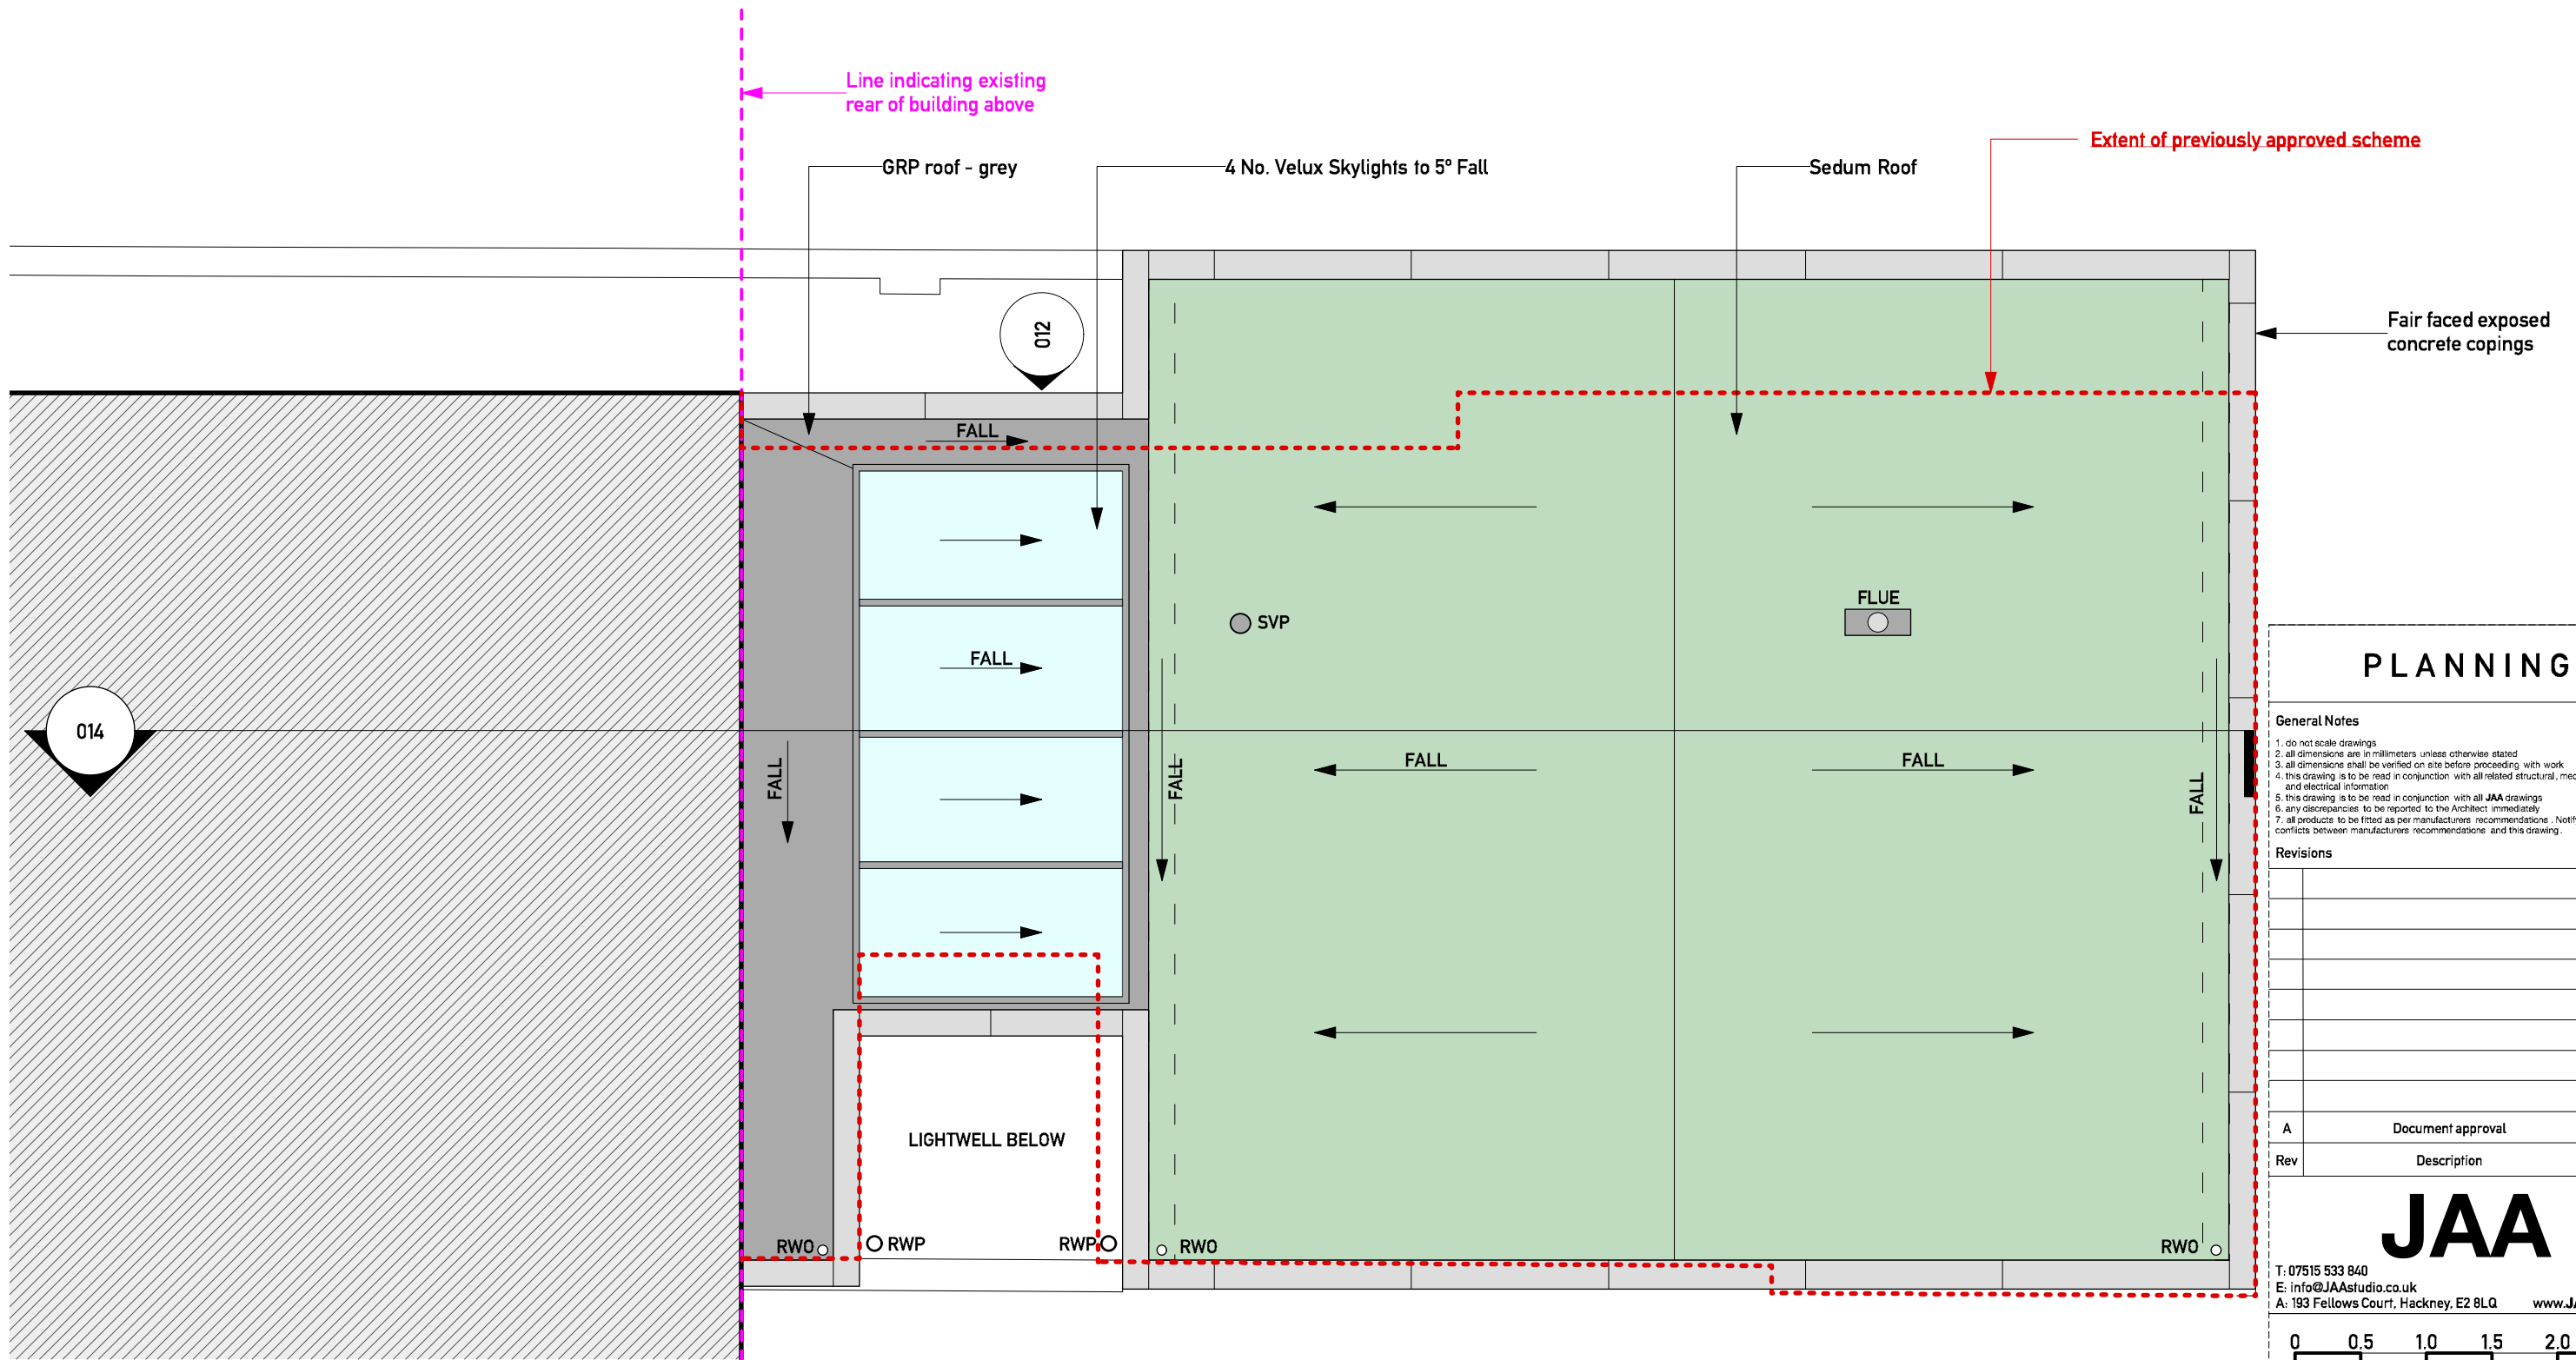 Line indicating existing
rear of building above
Extent of previously approved scheme
GRP roof - grey
4 No. Velux Skylights to 5º Fall
Sedum Roof
Fair faced exposed
concrete copings
012
FALL
FLUE
SVP
FALL
014
FALL
FALL
FALL
FALL
FALL
LIGHTWELL BELOW
RWO
RWP
RWP
RWO
RWO
PLANNING
General Notes
1. do not scale drawings
2. all dimensions are in millimeters unless otherwise stated
3. all dimensions shall be verified on site before proceeding with work
4. this drawing is to be read in conjunction with all related structural, mec
and electrical information
5. this drawing is to be read in conjunction with all JAA drawings
6. any discrepancies to be reported to the Architect immediately
7. all products to be fitted as per manufacturers recommendations. Notif
conflicts between manufacturers recommendations and this drawing.
Revisions
A Document approval
Rev Description
JAA
T: 07515 533 840
E: info@JAAstudio.co.uk
A: 193 Fellows Court, Hackney, E2 8LQ www.JA
0 0.5 1.0 1.5 2.0